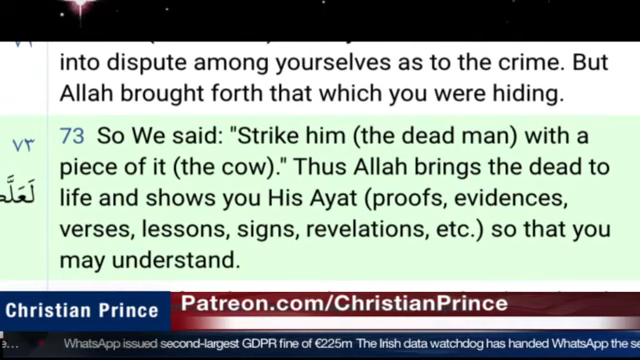 into dispute among yourselves as to the crime. But
Allah brought forth that which you were hiding.
٧٣
73 So We said: "Strike him (the dead man) with a
piece of it (the cow)." Thus Allah brings the dead to
life and shows you His Ayat (proofs, evidences,
verses, lessons, signs, revelations, etc.) so that you
may understand.
Christian Prince
Patreon.com/ChristianPrince
WhatsApp issued second-largest GDPR fine of €225m The Irish data watchdog has handed WhatsApp the se